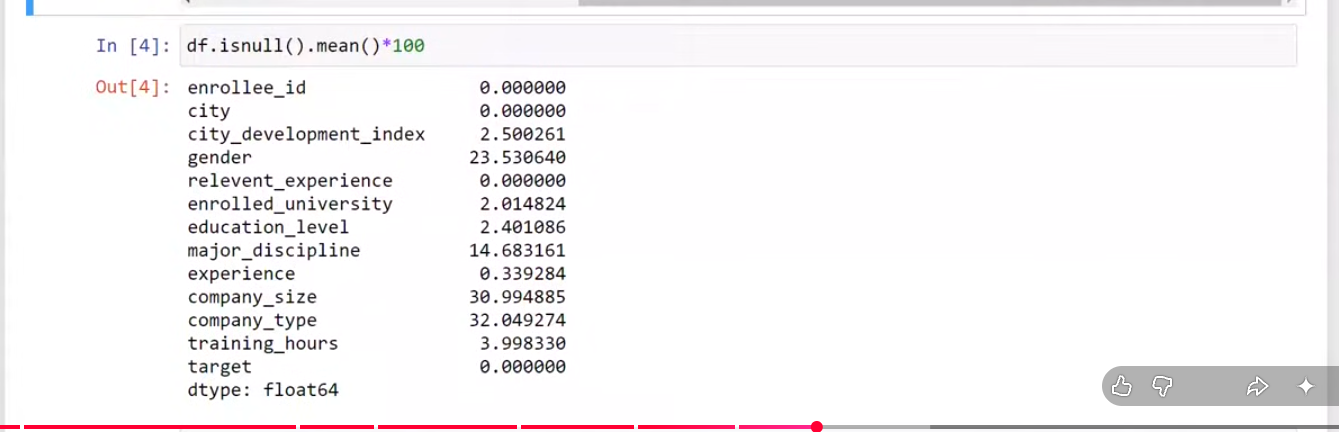 In [4]: df.isnull().mean()*100
Out[4]: enrollee_id 0.000000
city 0.000000
city_development_index 2.500261
gender 23.530640
relevent_experience 0.000000
enrolled_university 2.014824
education_level 2.401086
major_discipline 14.683161
experience 0.339284
company_size 30.994885
company_type 32.049274
training_hours 3.998330
target 0.000000
dtype: float64